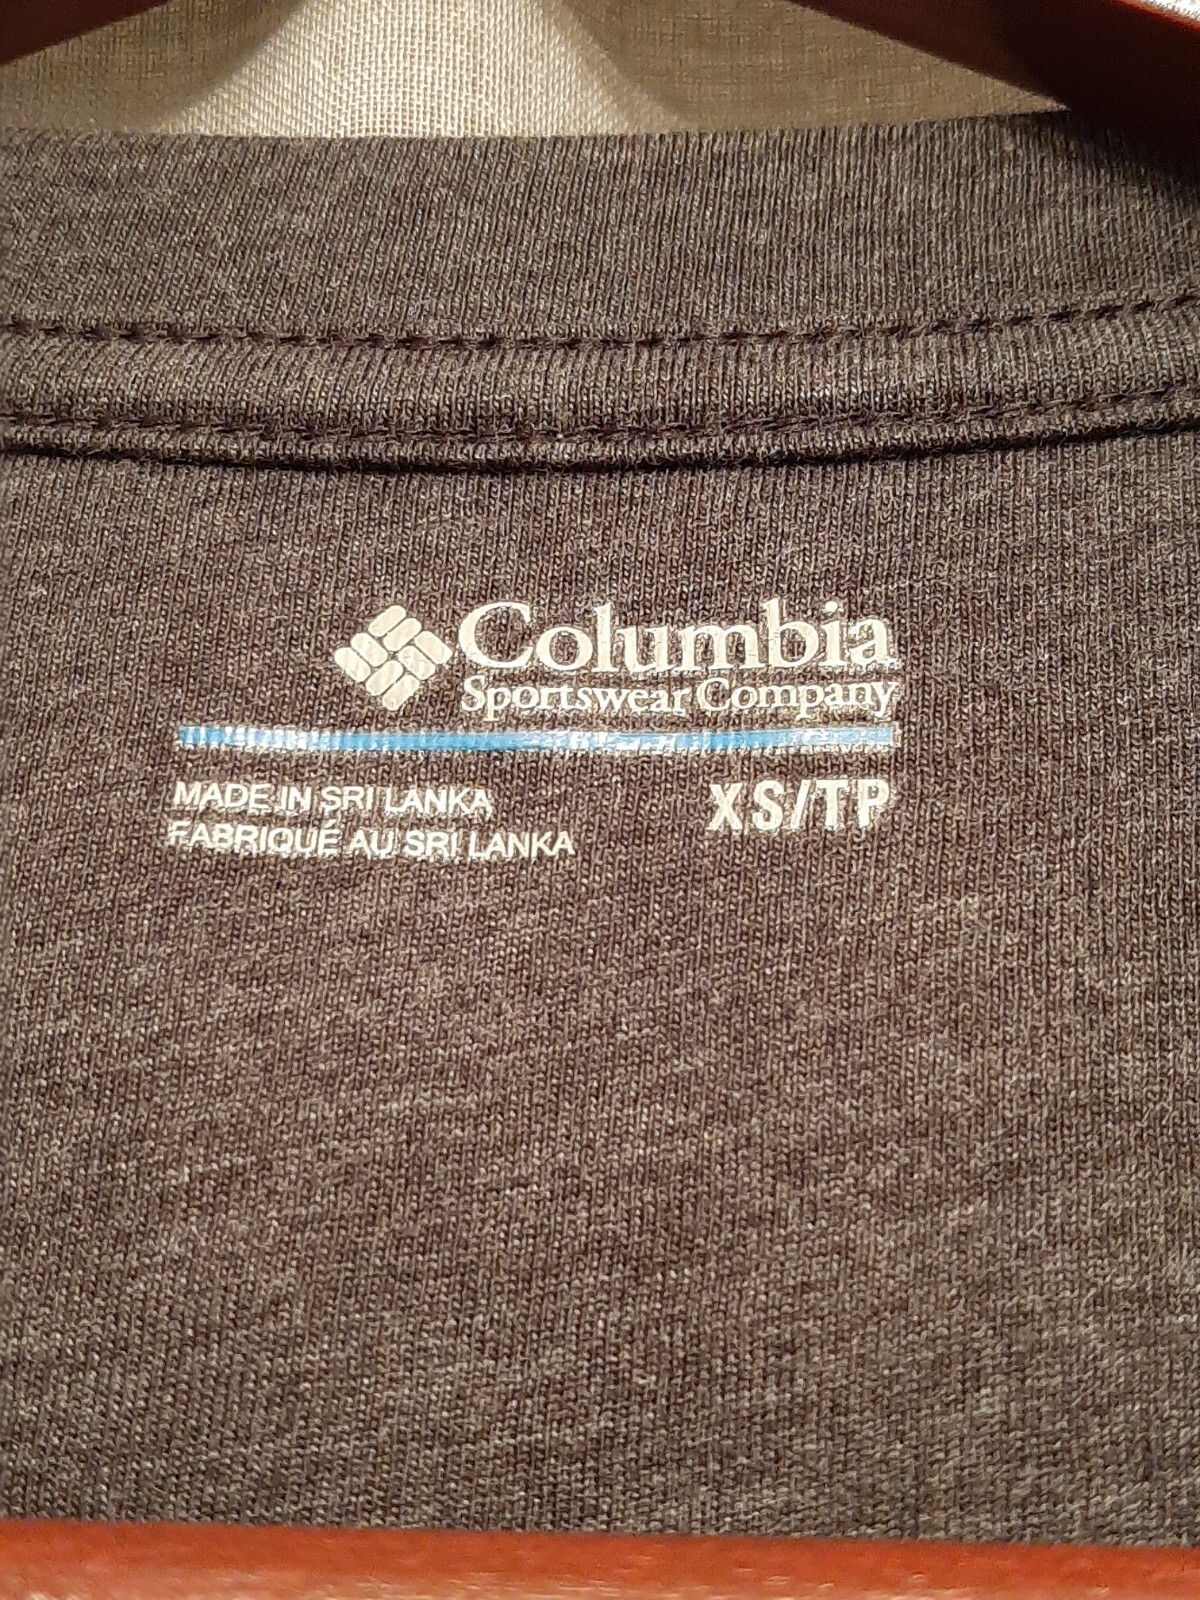 Columbia
Sportswear Company
MADE IN SRI LANKA
FABRIQUÉ AU SRI LANKA
XS/TP